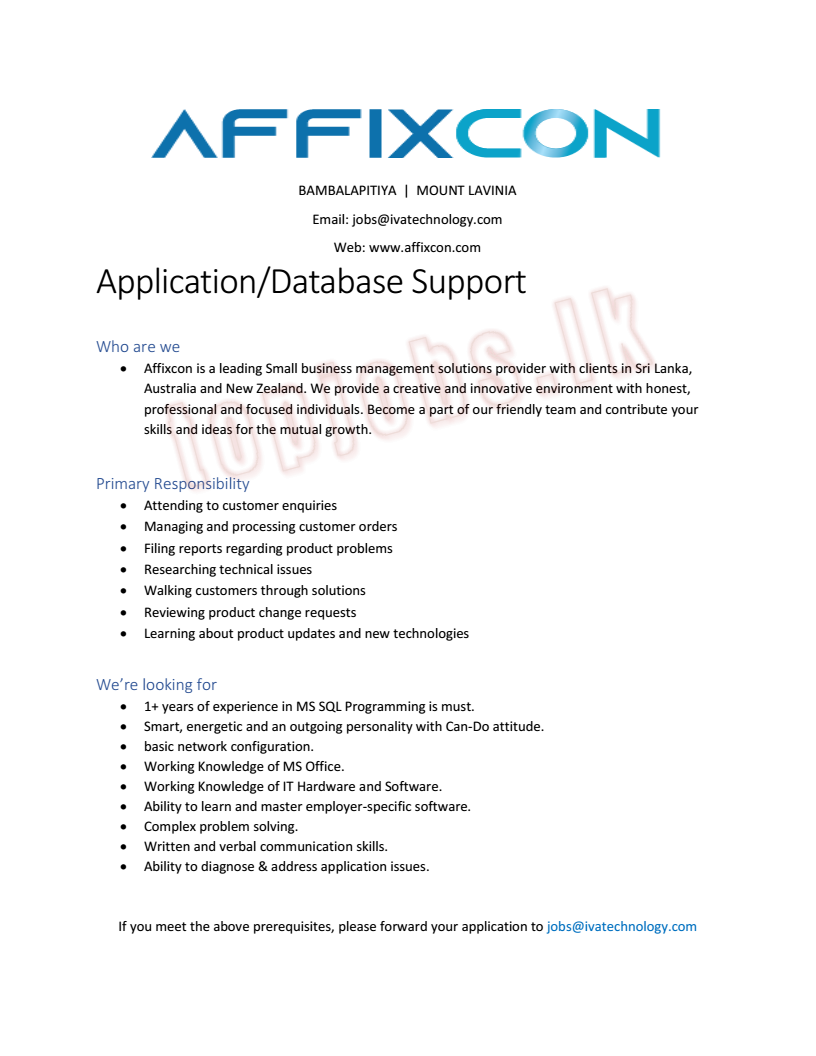 AFFIXCON
BAMBALAPITIYA | MOUNT LAVINIA
Email: jobs@ivatechnology.com
Web: www.affixcon.com
Application/Database Support
topjobs.lk
Who are we
• Affixcon is a leading Small business management solutions provider with clients in Sri Lanka,
Australia and New Zealand. We provide a creative and innovative environment with honest,
professional and focused individuals. Become a part of our friendly team and contribute your
skills and ideas for the mutual growth.
Primary Responsibility
• Attending to customer enquiries
• Managing and processing customer orders
• Filing reports regarding product problems
• Researching technical issues
• Walking customers through solutions
• Reviewing product change requests
• Learning about product updates and new technologies
We’re looking for
• 1+ years of experience in MS SQL Programming is must.
• Smart, energetic and an outgoing personality with Can-Do attitude.
• basic network configuration.
• Working Knowledge of MS Office.
• Working Knowledge of IT Hardware and Software.
• Ability to learn and master employer-specific software.
• Complex problem solving.
• Written and verbal communication skills.
• Ability to diagnose & address application issues.
If you meet the above prerequisites, please forward your application to jobs@ivatechnology.com